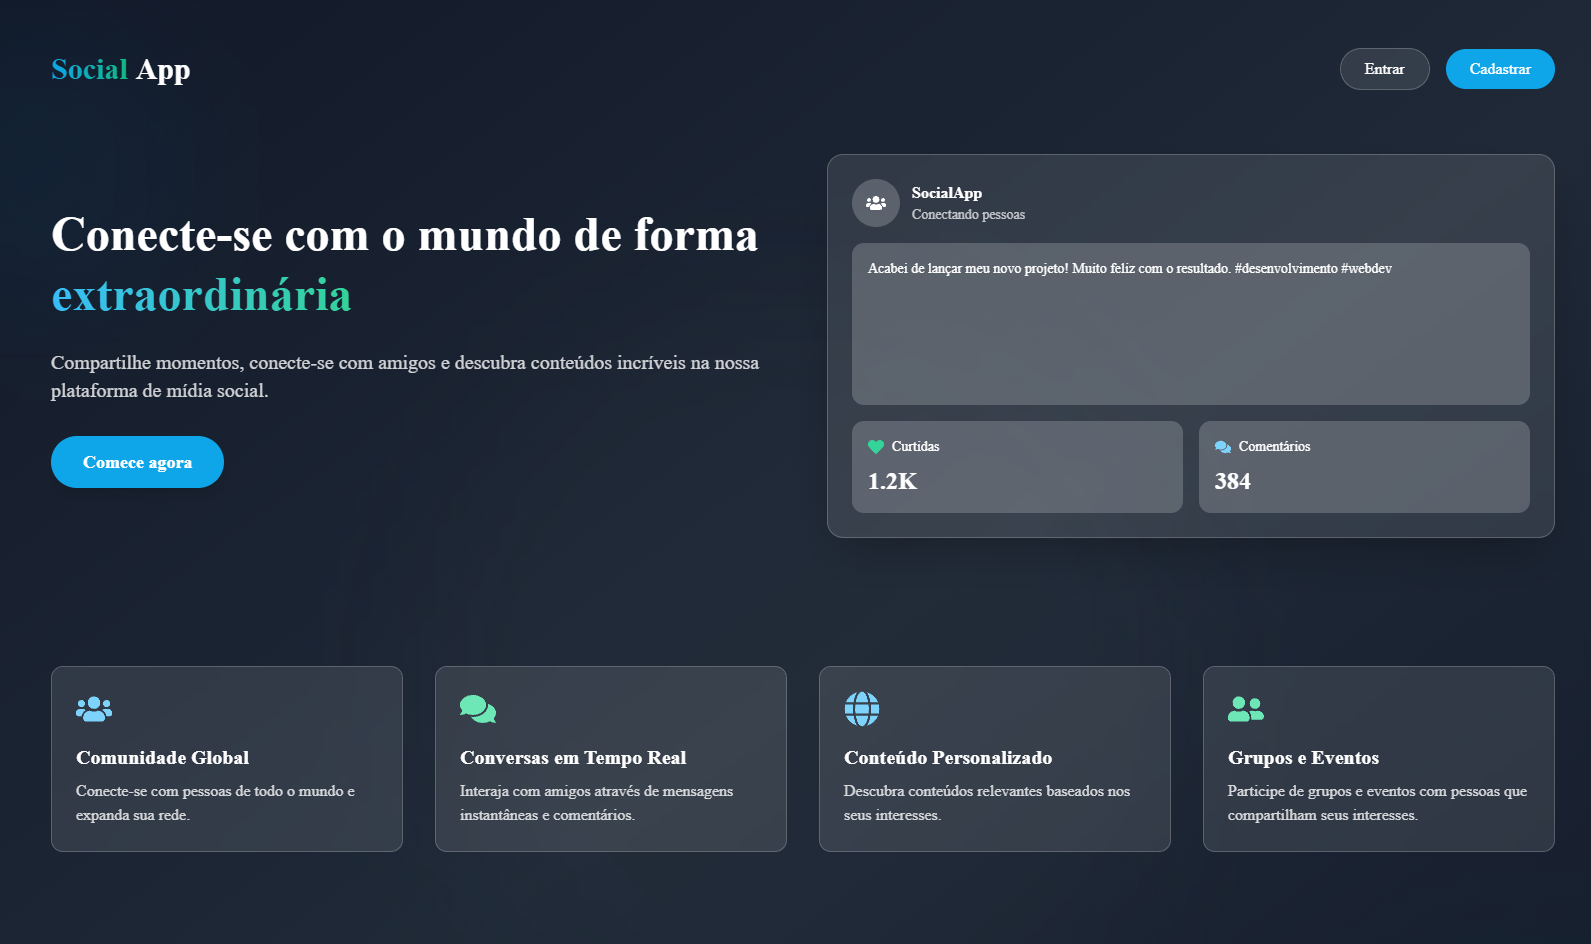 Social App
Entrar
Cadastrar
Conecte-se com o mundo de forma
extraordinária
Compartilhe momentos, conecte-se com amigos e descubra conteúdos incríveis na nossa
plataforma de mídia social.
Comece agora
SocialApp
Conectando pessoas
Acabei de lançar meu novo projeto! Muito feliz com o resultado. #desenvolvimento #webdev
Curtidas
1.2K
Comentários
384
Comunidade Global
Conecte-se com pessoas de todo o mundo e
expanda sua rede.
Conversas em Tempo Real
Interaja com amigos através de mensagens
instantâneas e comentários.
Conteúdo Personalizado
Descubra conteúdos relevantes baseados nos
seus interesses.
Grupos e Eventos
Participe de grupos e eventos com pessoas que
compartilham seus interesses.